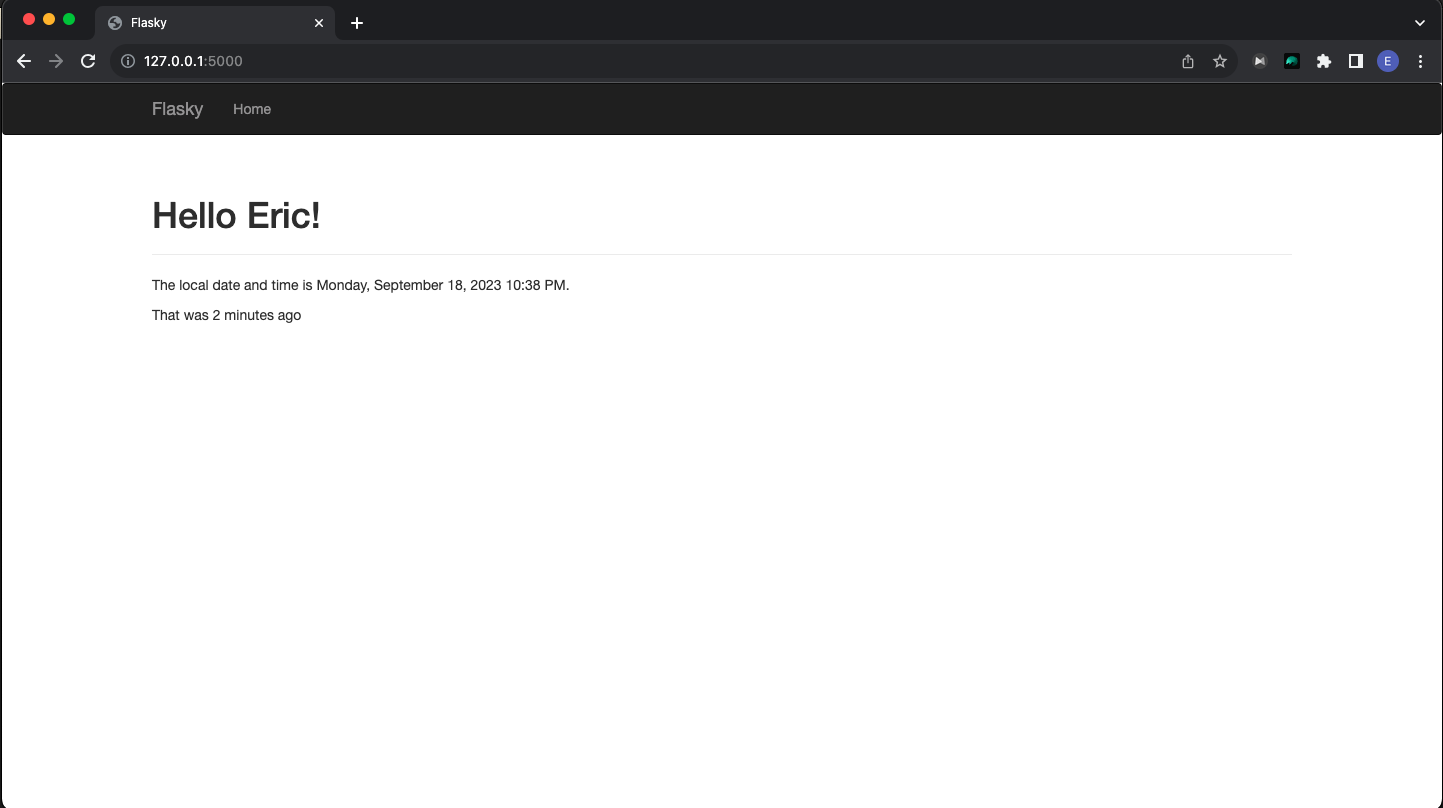 Flasky
127.0.0.1:5000
E
Flasky Home
Hello Eric!
The local date and time is Monday, September 18, 2023 10:38 PM.
That was 2 minutes ago